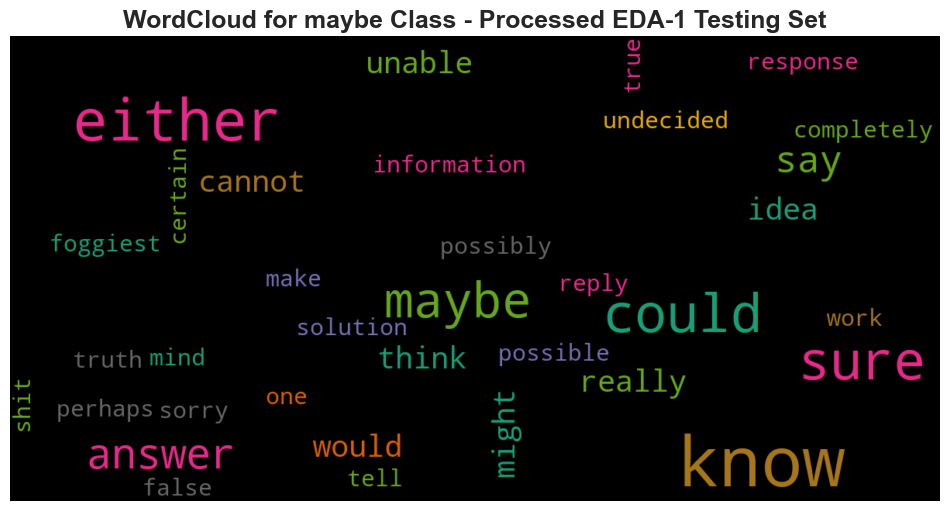 WordCloud for maybe Class - Processed EDA-1 Testing Set
unable
true
response
either
undecided
completely
certain
cannot
information
say
idea
foggiest
possibly
make
maybe
reply
could
work
solution
truth
mind
think
possible
sure
really
shit
perhaps
sorry
one
might
answer
would
know
tell
false